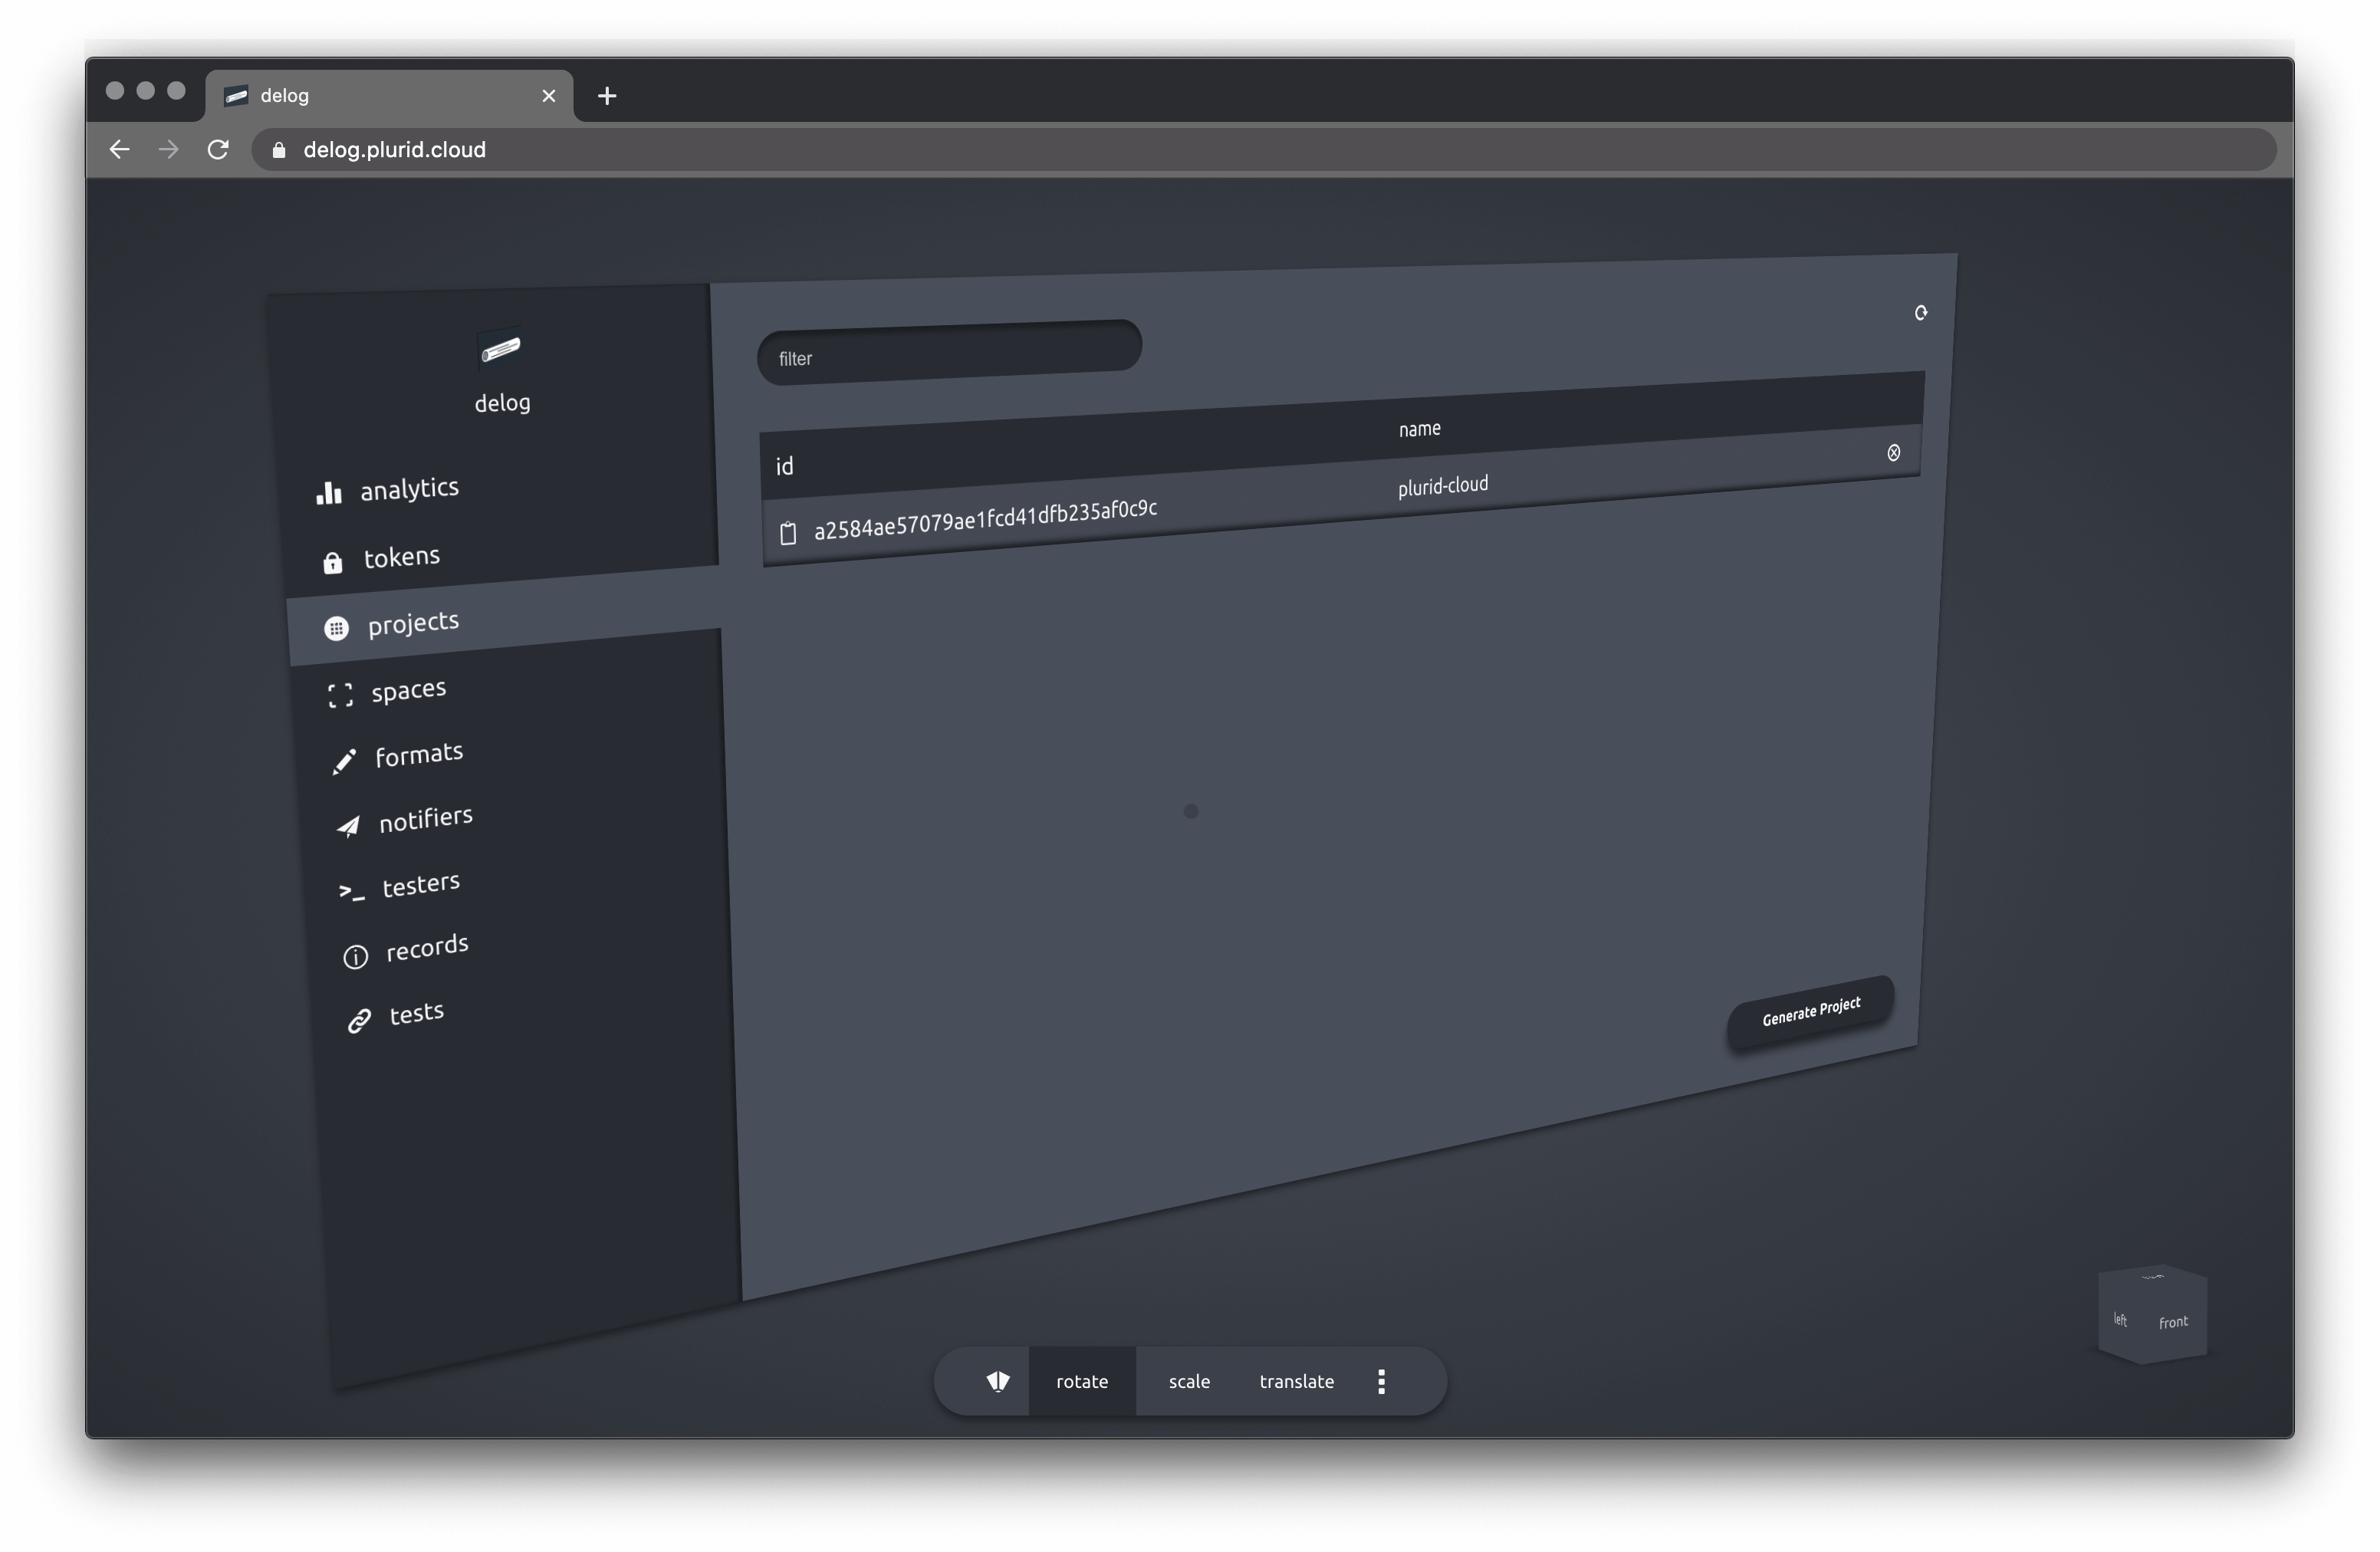 delog
delog.plurid.cloud
delog
analytics
tokens
projects
spaces
formats
notifiers
testers
records
tests
filter
id name
a2584ae57079ae1fcd41dfb235af0c9c plurid-cloud
Generate Project
left front
rotate scale translate